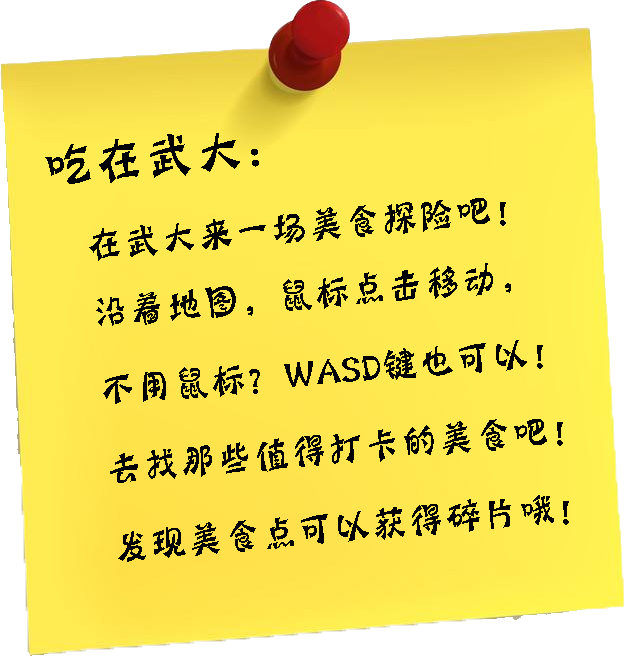 吃在武大：
在武大来一场美食探险吧！
沿着地图，鼠标点击移动，
不用鼠标？WASD键也可以！
去找那些值得打卡的美食吧！
发现美食点可以获得碎片哦！